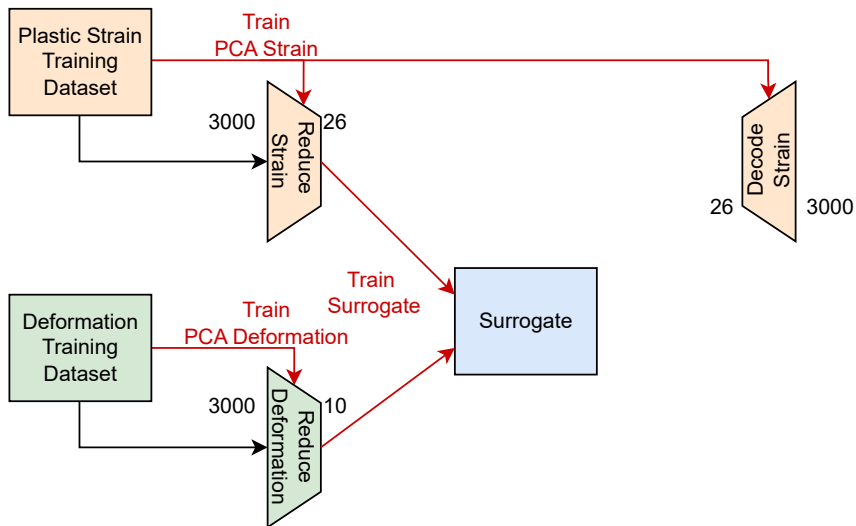 Plastic Strain
Training
Dataset
Train
PCA Strain
3000
26
Reduce
Strain
Decode
Strain
26
3000
Deformation
Training
Dataset
Train
PCA Deformation
Train
Surrogate
Surrogate
3000
10
Reduce
Deformation